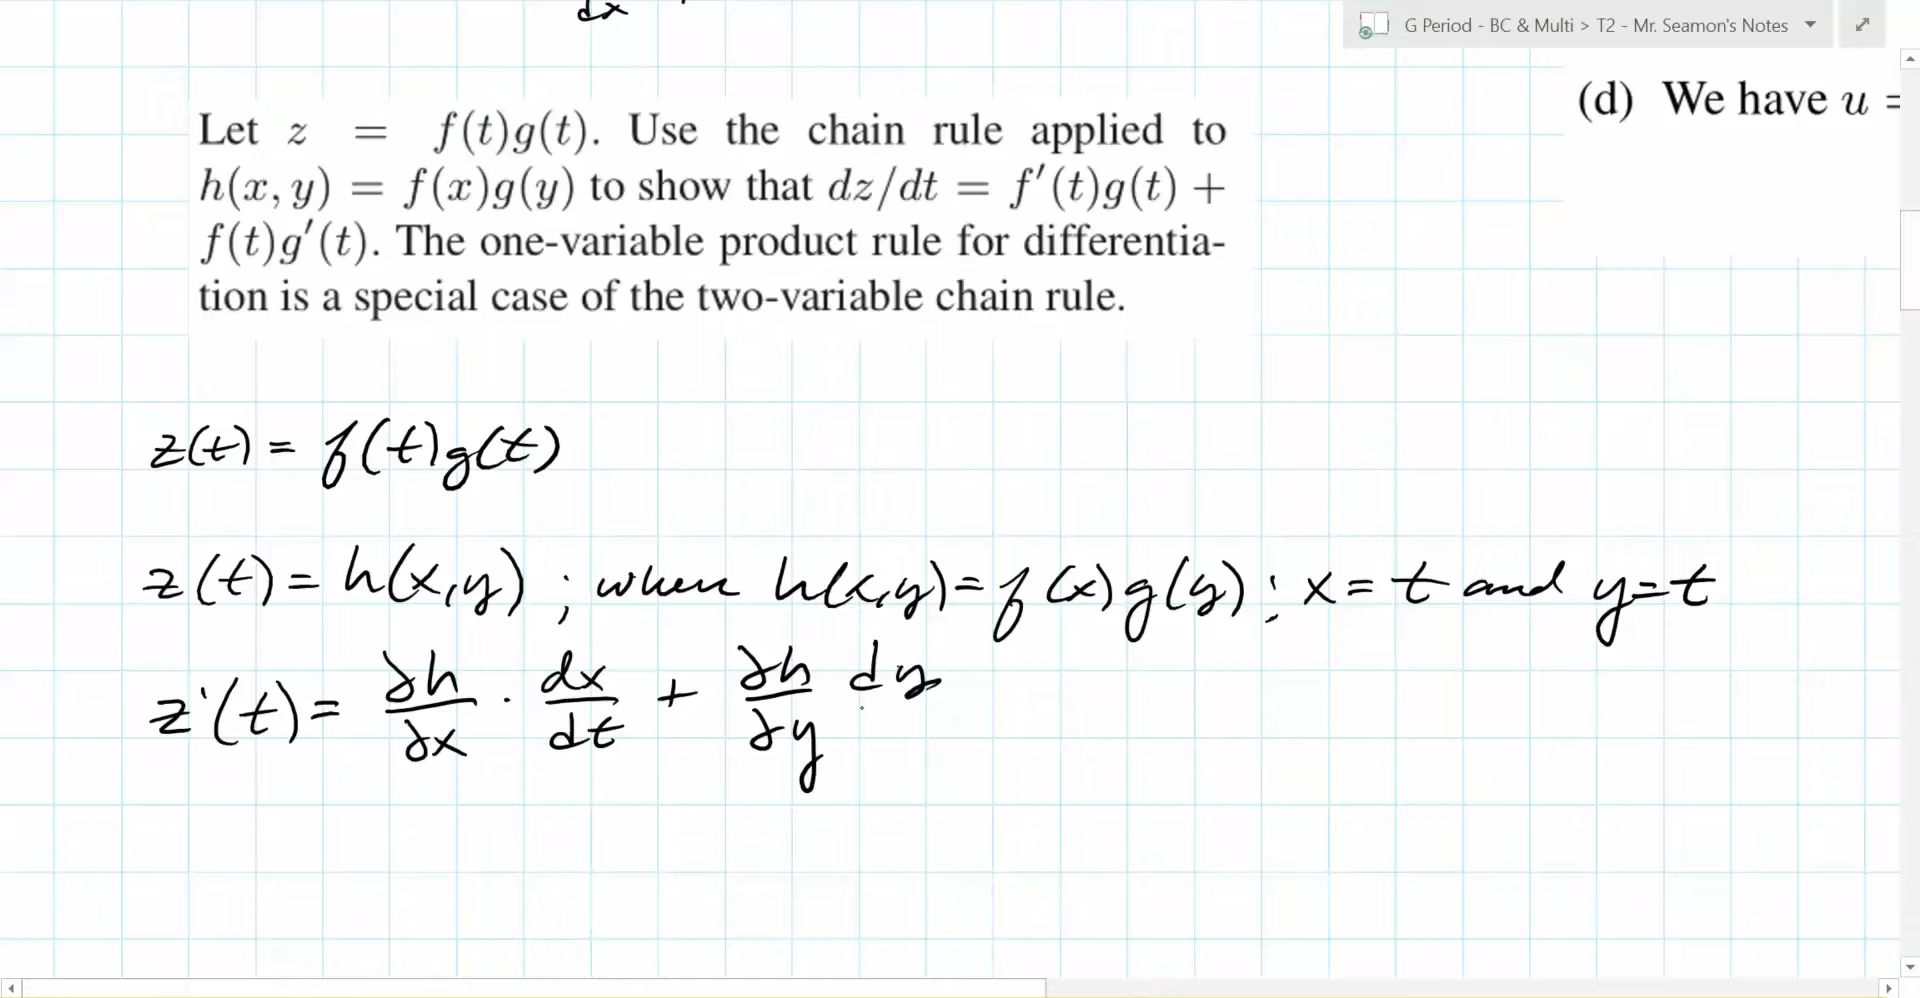 dx
G Period - BC & Multi > T2 - Mr. Seamon's Notes
(d) We have u =
Let z = f(t)g(t). Use the chain rule applied to
h(x, y) = f(x)g(y) to show that dz/dt = f′(t)g(t) +
f(t)g′(t). The one-variable product rule for differentia-
tion is a special case of the two-variable chain rule.
z(t) = f(t)g(t)
z(t) = h(x,y) ; where h(x,y) = f(x)g(y) ; x = t and y = t
z'(t) = ∂h/∂x · dx/dt + ∂h/∂y dy